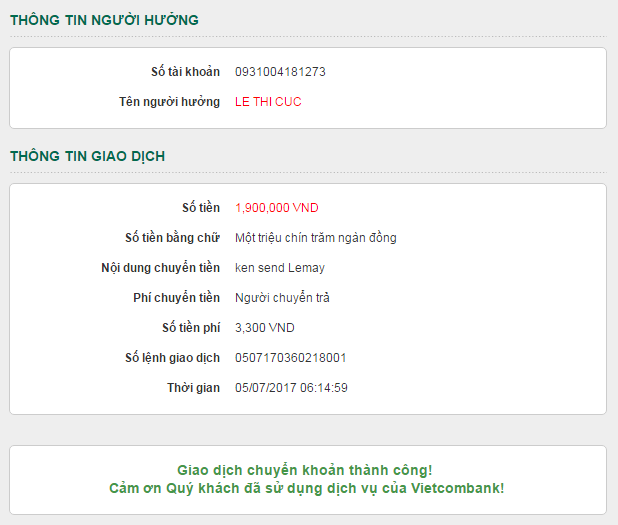 THÔNG TIN NGƯỜI HƯỞNG
Số tài khoản 0931004181273
Tên người hưởng LE THI CUC
THÔNG TIN GIAO DỊCH
Số tiền 1,900,000 VND
Số tiền bằng chữ Một triệu chín trăm ngàn đồng
Nội dung chuyển tiền ken send Lemay
Phí chuyển tiền Người chuyển trả
Số tiền phí 3,300 VND
Số lệnh giao dịch 0507170360218001
Thời gian 05/07/2017 06:14:59
Giao dịch chuyển khoản thành công!
Cảm ơn Quý khách đã sử dụng dịch vụ của Vietcombank!